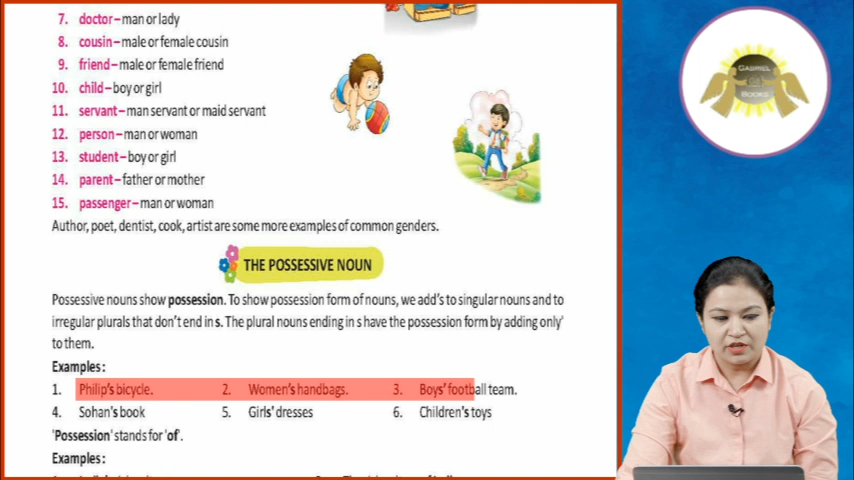 7. doctor–man or lady
8. cousin–male or female cousin
9. friend–male or female friend
10. child–boy or girl
11. servant–man servant or maid servant
12. person–man or woman
13. student–boy or girl
14. parent–father or mother
15. passenger–man or woman
Author, poet, dentist, cook, artist are some more examples of common genders.
THE POSSESSIVE NOUN
Possessive nouns show possession. To show possession form of nouns, we add's to singular nouns and to
irregular plurals that don't end in s. The plural nouns ending in s have the possession form by adding only'
to them.
Examples:
1. Philip's bicycle. 2. Women's handbags. 3. Boys' football team.
4. Sohan's book 5. Girls' dresses 6. Children's toys
'Possession' stands for 'of'.
Examples:
GABRIEL
BOOKS